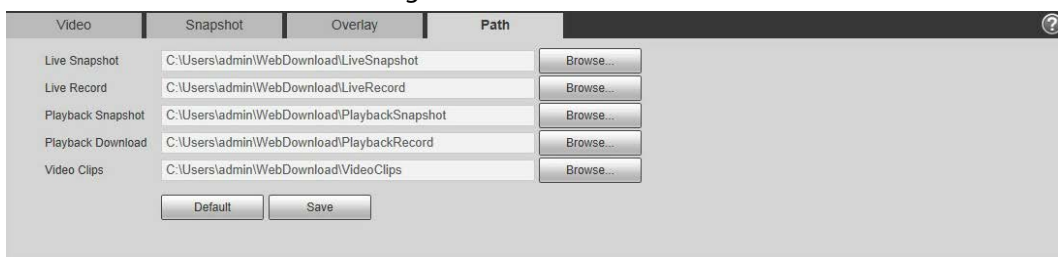 Video Snapshot Overlay Path ?
Live Snapshot C:\Users\admin\WebDownload\LiveSnapshot Browse...
Live Record C:\Users\admin\WebDownload\LiveRecord Browse...
Playback Snapshot C:\Users\admin\WebDownload\PlaybackSnapshot Browse...
Playback Download C:\Users\admin\WebDownload\PlaybackRecord Browse...
Video Clips C:\Users\admin\WebDownload\VideoClips Browse...
Default Save